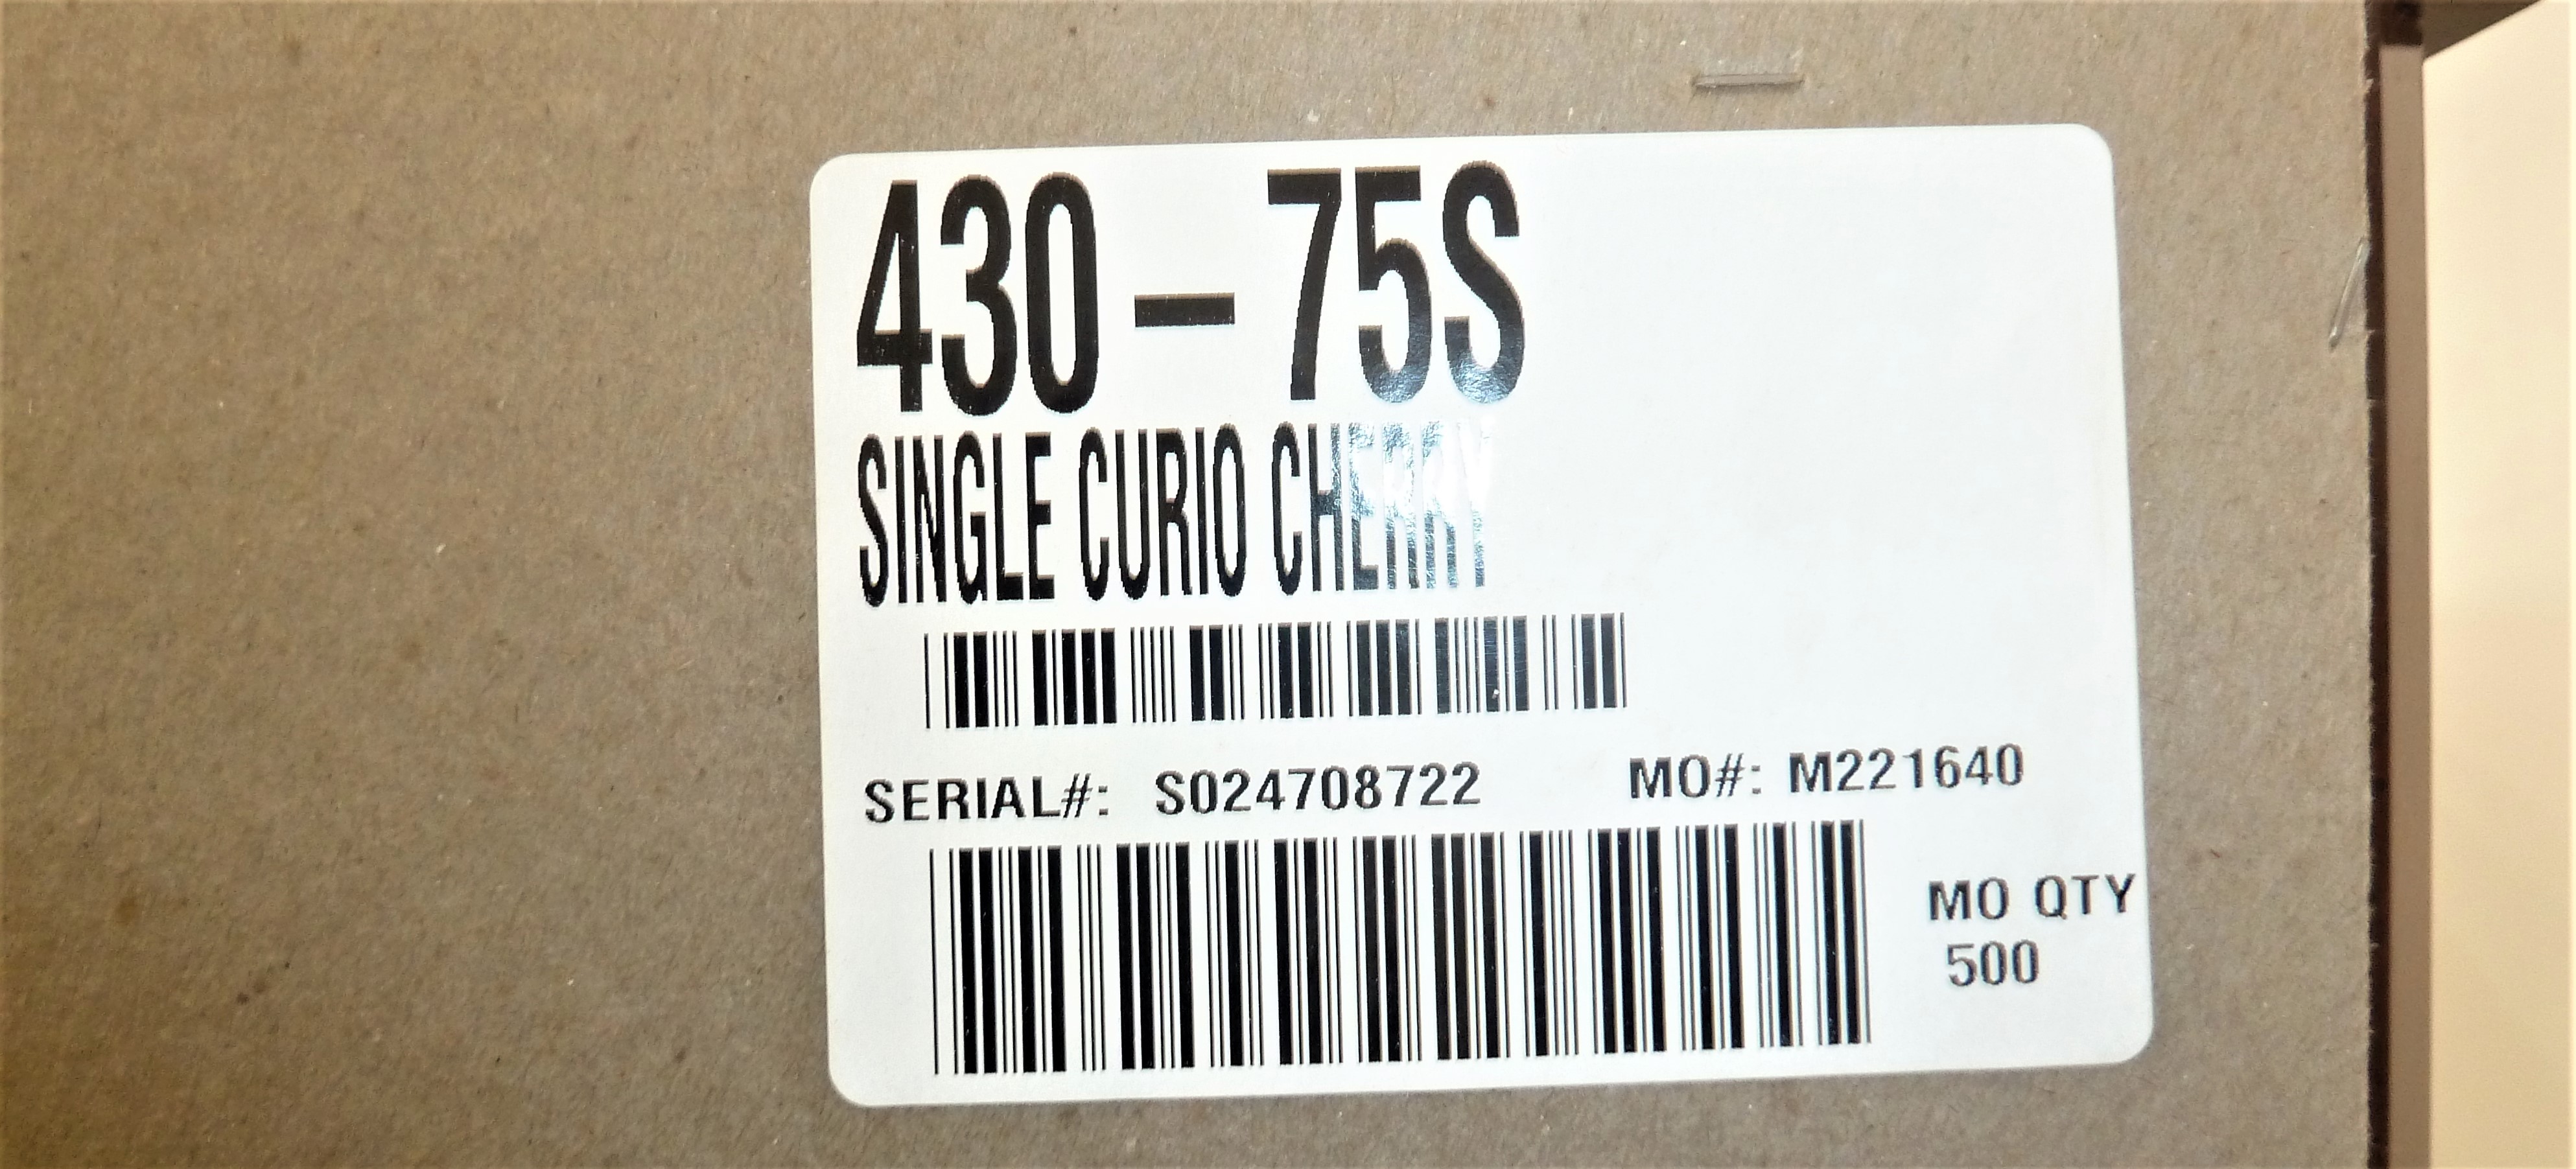 430-75S
SINGLE CURIO CHERRY
SERIAL#: S024708722 MO#: M221640
MO QTY
500